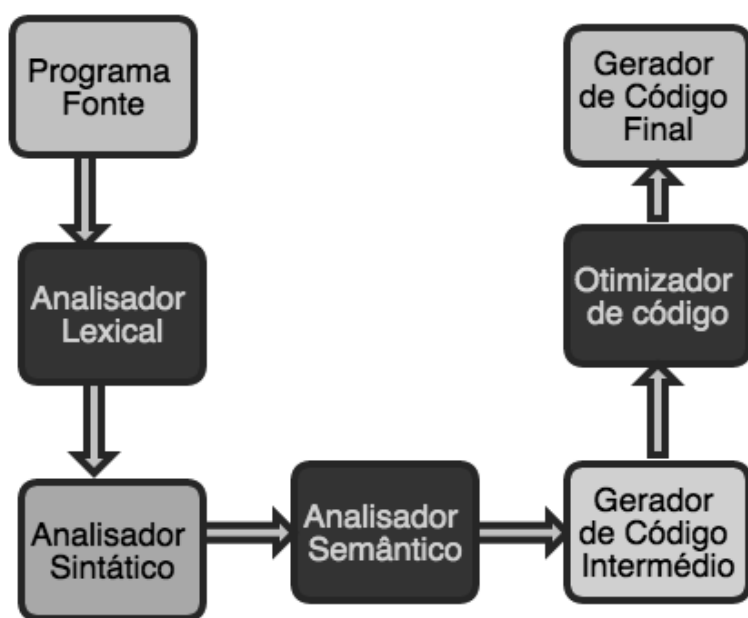 Programa
Fonte
Analisador
Lexical
Analisador
Sintático
Analisador
Semântico
Gerador
de Código
Intermédio
Otimizador
de código
Gerador
de Código
Final